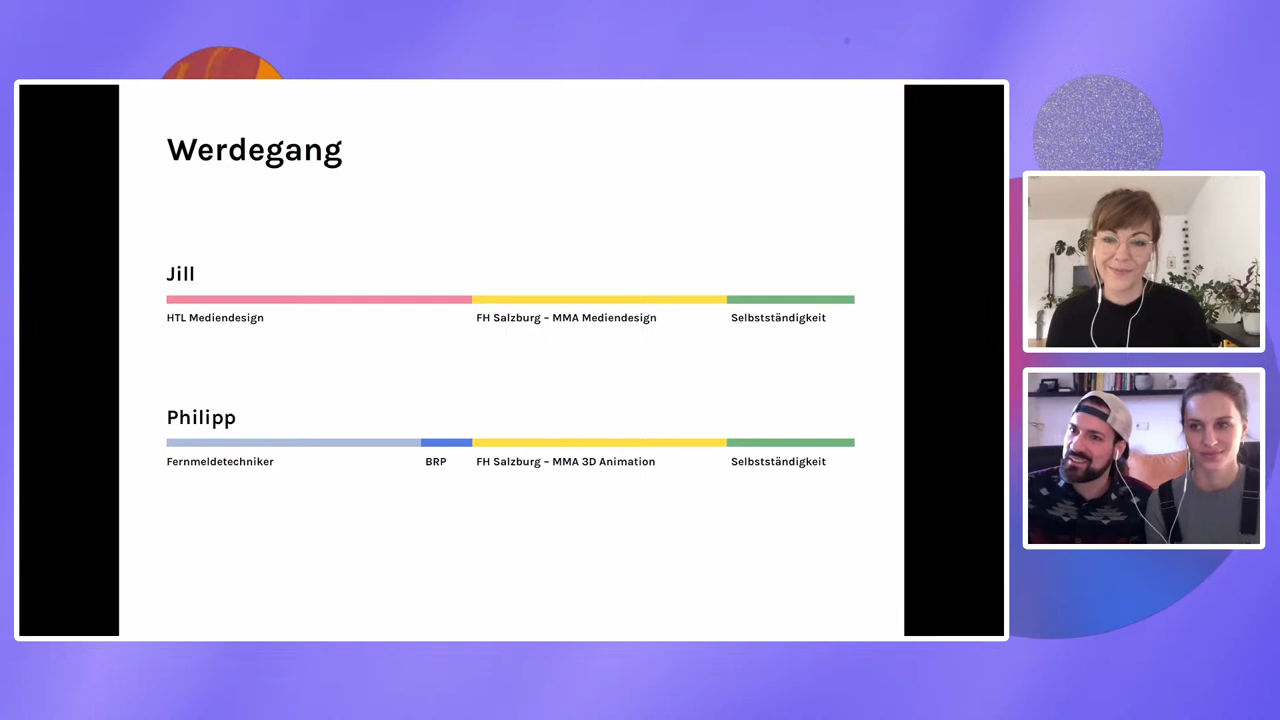 Werdegang
Jill
HTL Mediendesign
FH Salzburg – MMA Mediendesign
Selbstständigkeit
Philipp
Fernmeldetechniker
BRP
FH Salzburg – MMA 3D Animation
Selbstständigkeit